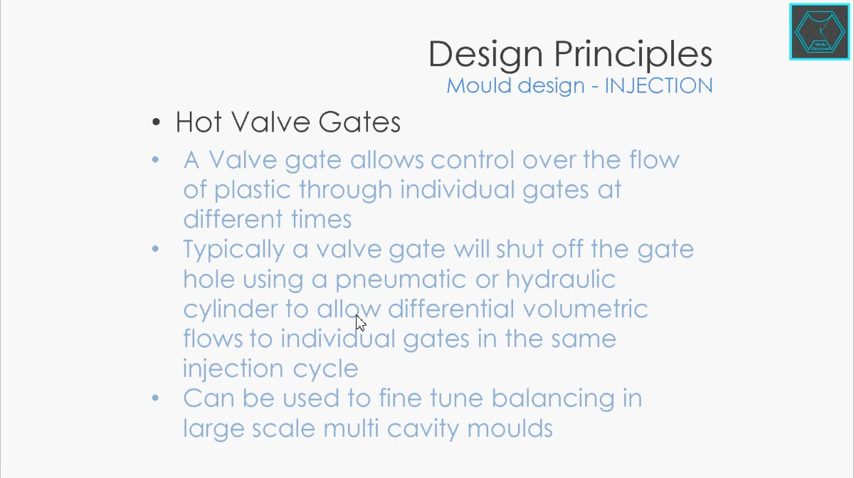 Design Principles
Mould design - INJECTION
• Hot Valve Gates
• A Valve gate allows control over the flow
of plastic through individual gates at
different times
• Typically a valve gate will shut off the gate
hole using a pneumatic or hydraulic
cylinder to allow differential volumetric
flows to individual gates in the same
injection cycle
• Can be used to fine tune balancing in
large scale multi cavity moulds